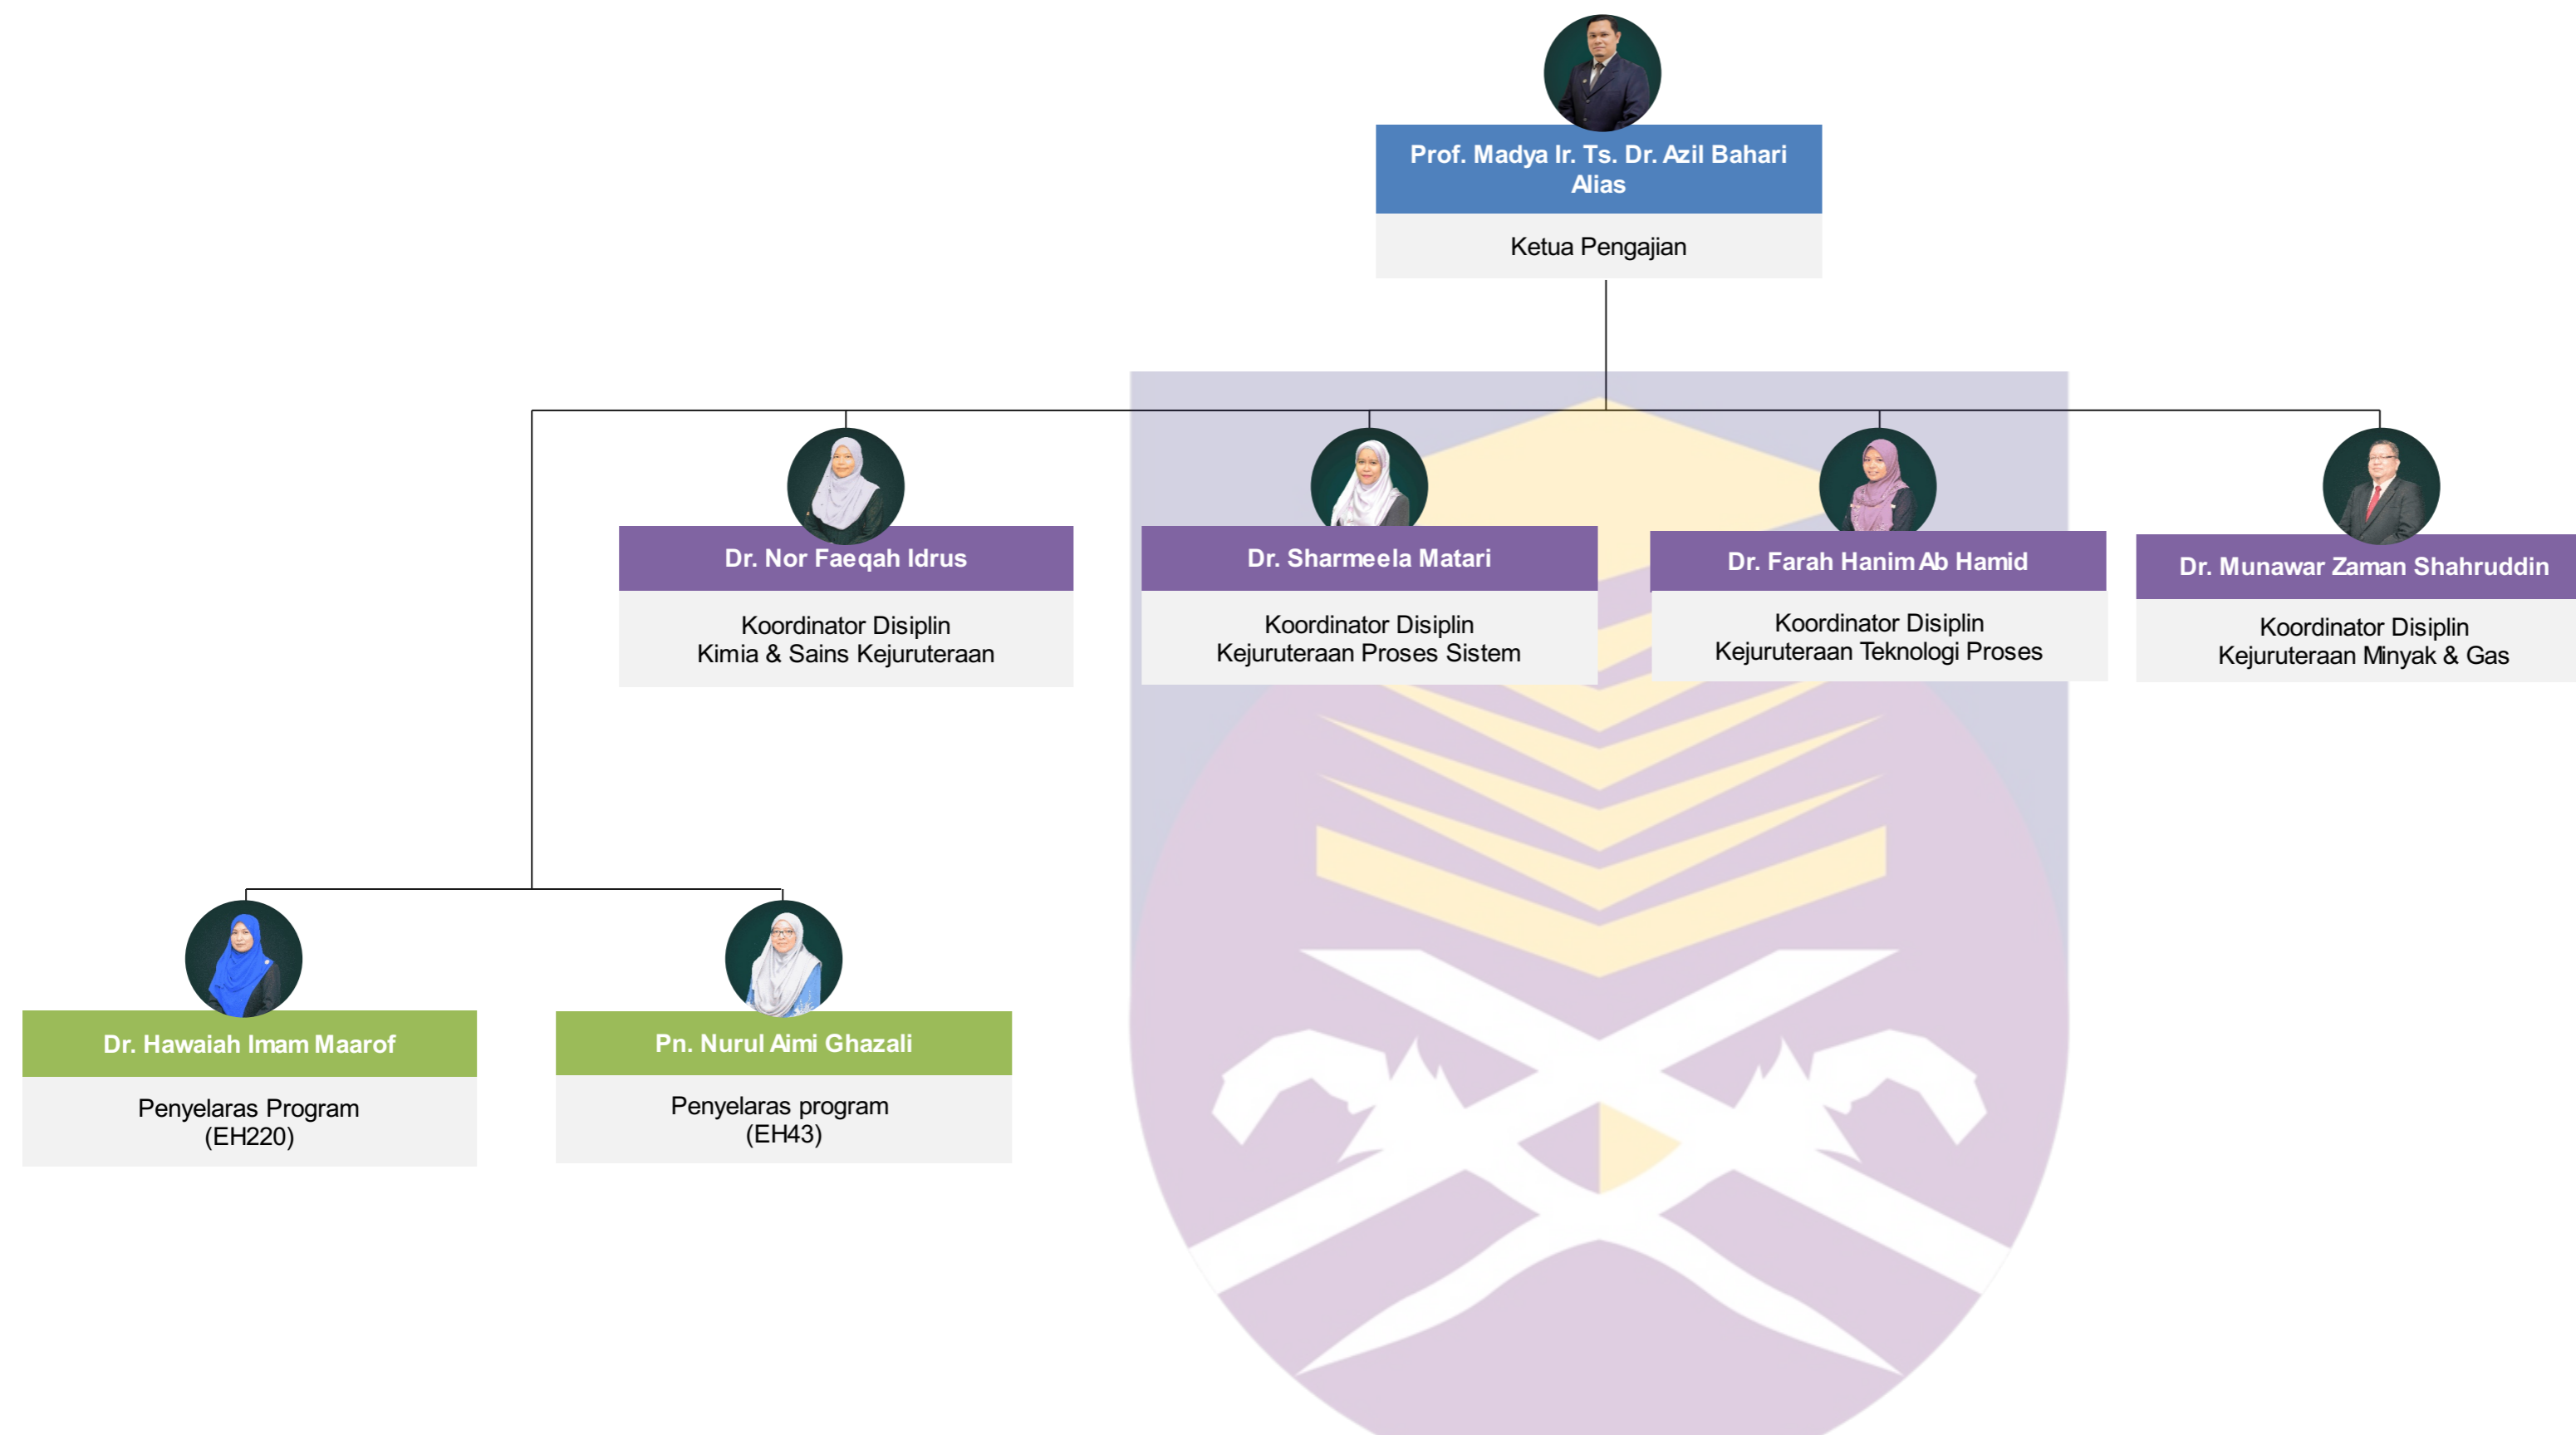 Prof. Madya Ir. Ts. Dr. Azil Bahari
Alias
Ketua Pengajian
Dr. Nor Faeqah Idrus
Koordinator Disiplin
Kimia & Sains Kejuruteraan
Dr. Sharmeela Matari
Koordinator Disiplin
Kejuruteraan Proses Sistem
Dr. Farah Hanim Ab Hamid
Koordinator Disiplin
Kejuruteraan Teknologi Proses
Dr. Munawar Zaman Shahruddin
Koordinator Disiplin
Kejuruteraan Minyak & Gas
Dr. Hawaiah Imam Maarof
Penyelaras Program
(EH220)
Pn. Nurul Aimi Ghazali
Penyelaras program
(EH43)